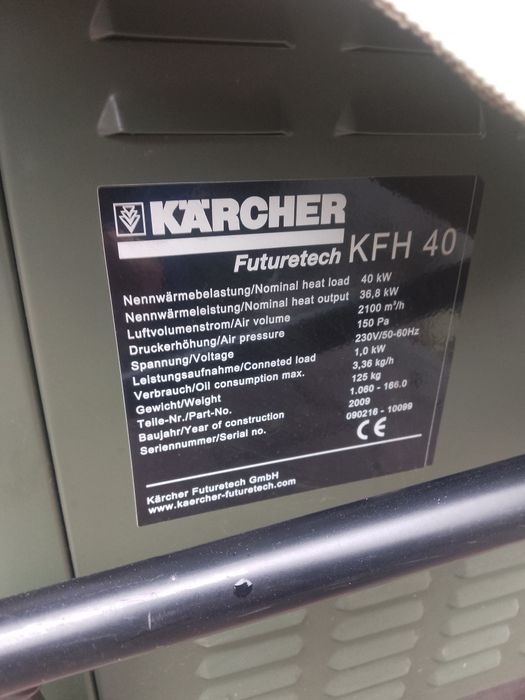 KÄRCHER
Futuretech KFH 40
Nennwärmebelastung/Nominal heat load 40 kW
Nennwärmeleistung/Nominal heat output 36,8 kW
Luftvolumenstrom/Air volume 2100 m³/h
Druckerhöhung/Air pressure 150 Pa
Spannung/Voltage 230V/50-60Hz
Leistungsaufnahme/Conneted load 1,0 kW
Verbrauch/Oil consumption max. 3,36 kg/h
Gewicht/Weight 125 kg
Teile-Nr./Part-No. 1.060 - 166.0
Baujahr/Year of construction 2009
Seriennummer/Serial no. 090216 - 10099
CE
Kärcher Futuretech GmbH
www.kaercher-futuretech.com